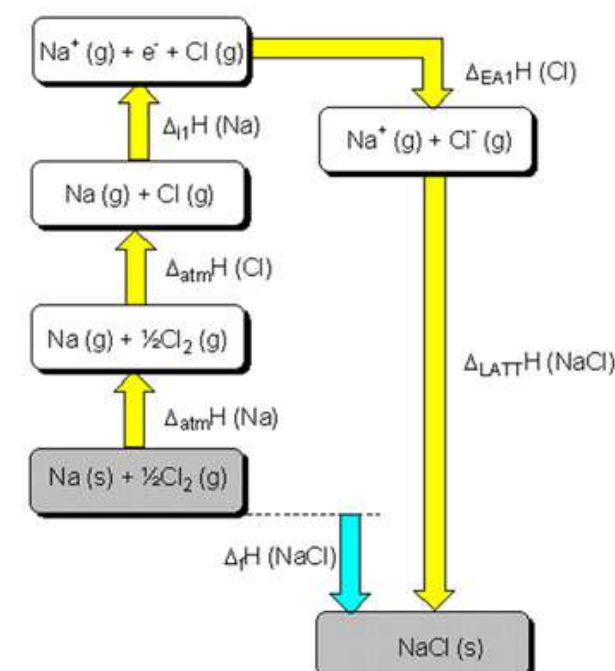 Na⁺ (g) + e⁻ + Cl (g)
Δ_EA1H (Cl)
Δ_i1H (Na)
Na⁺ (g) + Cl⁻ (g)
Na (g) + Cl (g)
Δ_atmH (Cl)
Na (g) + ½Cl₂ (g)
Δ_LATTH (NaCl)
Δ_atmH (Na)
Na (s) + ½Cl₂ (g)
Δ_fH (NaCl)
NaCl (s)